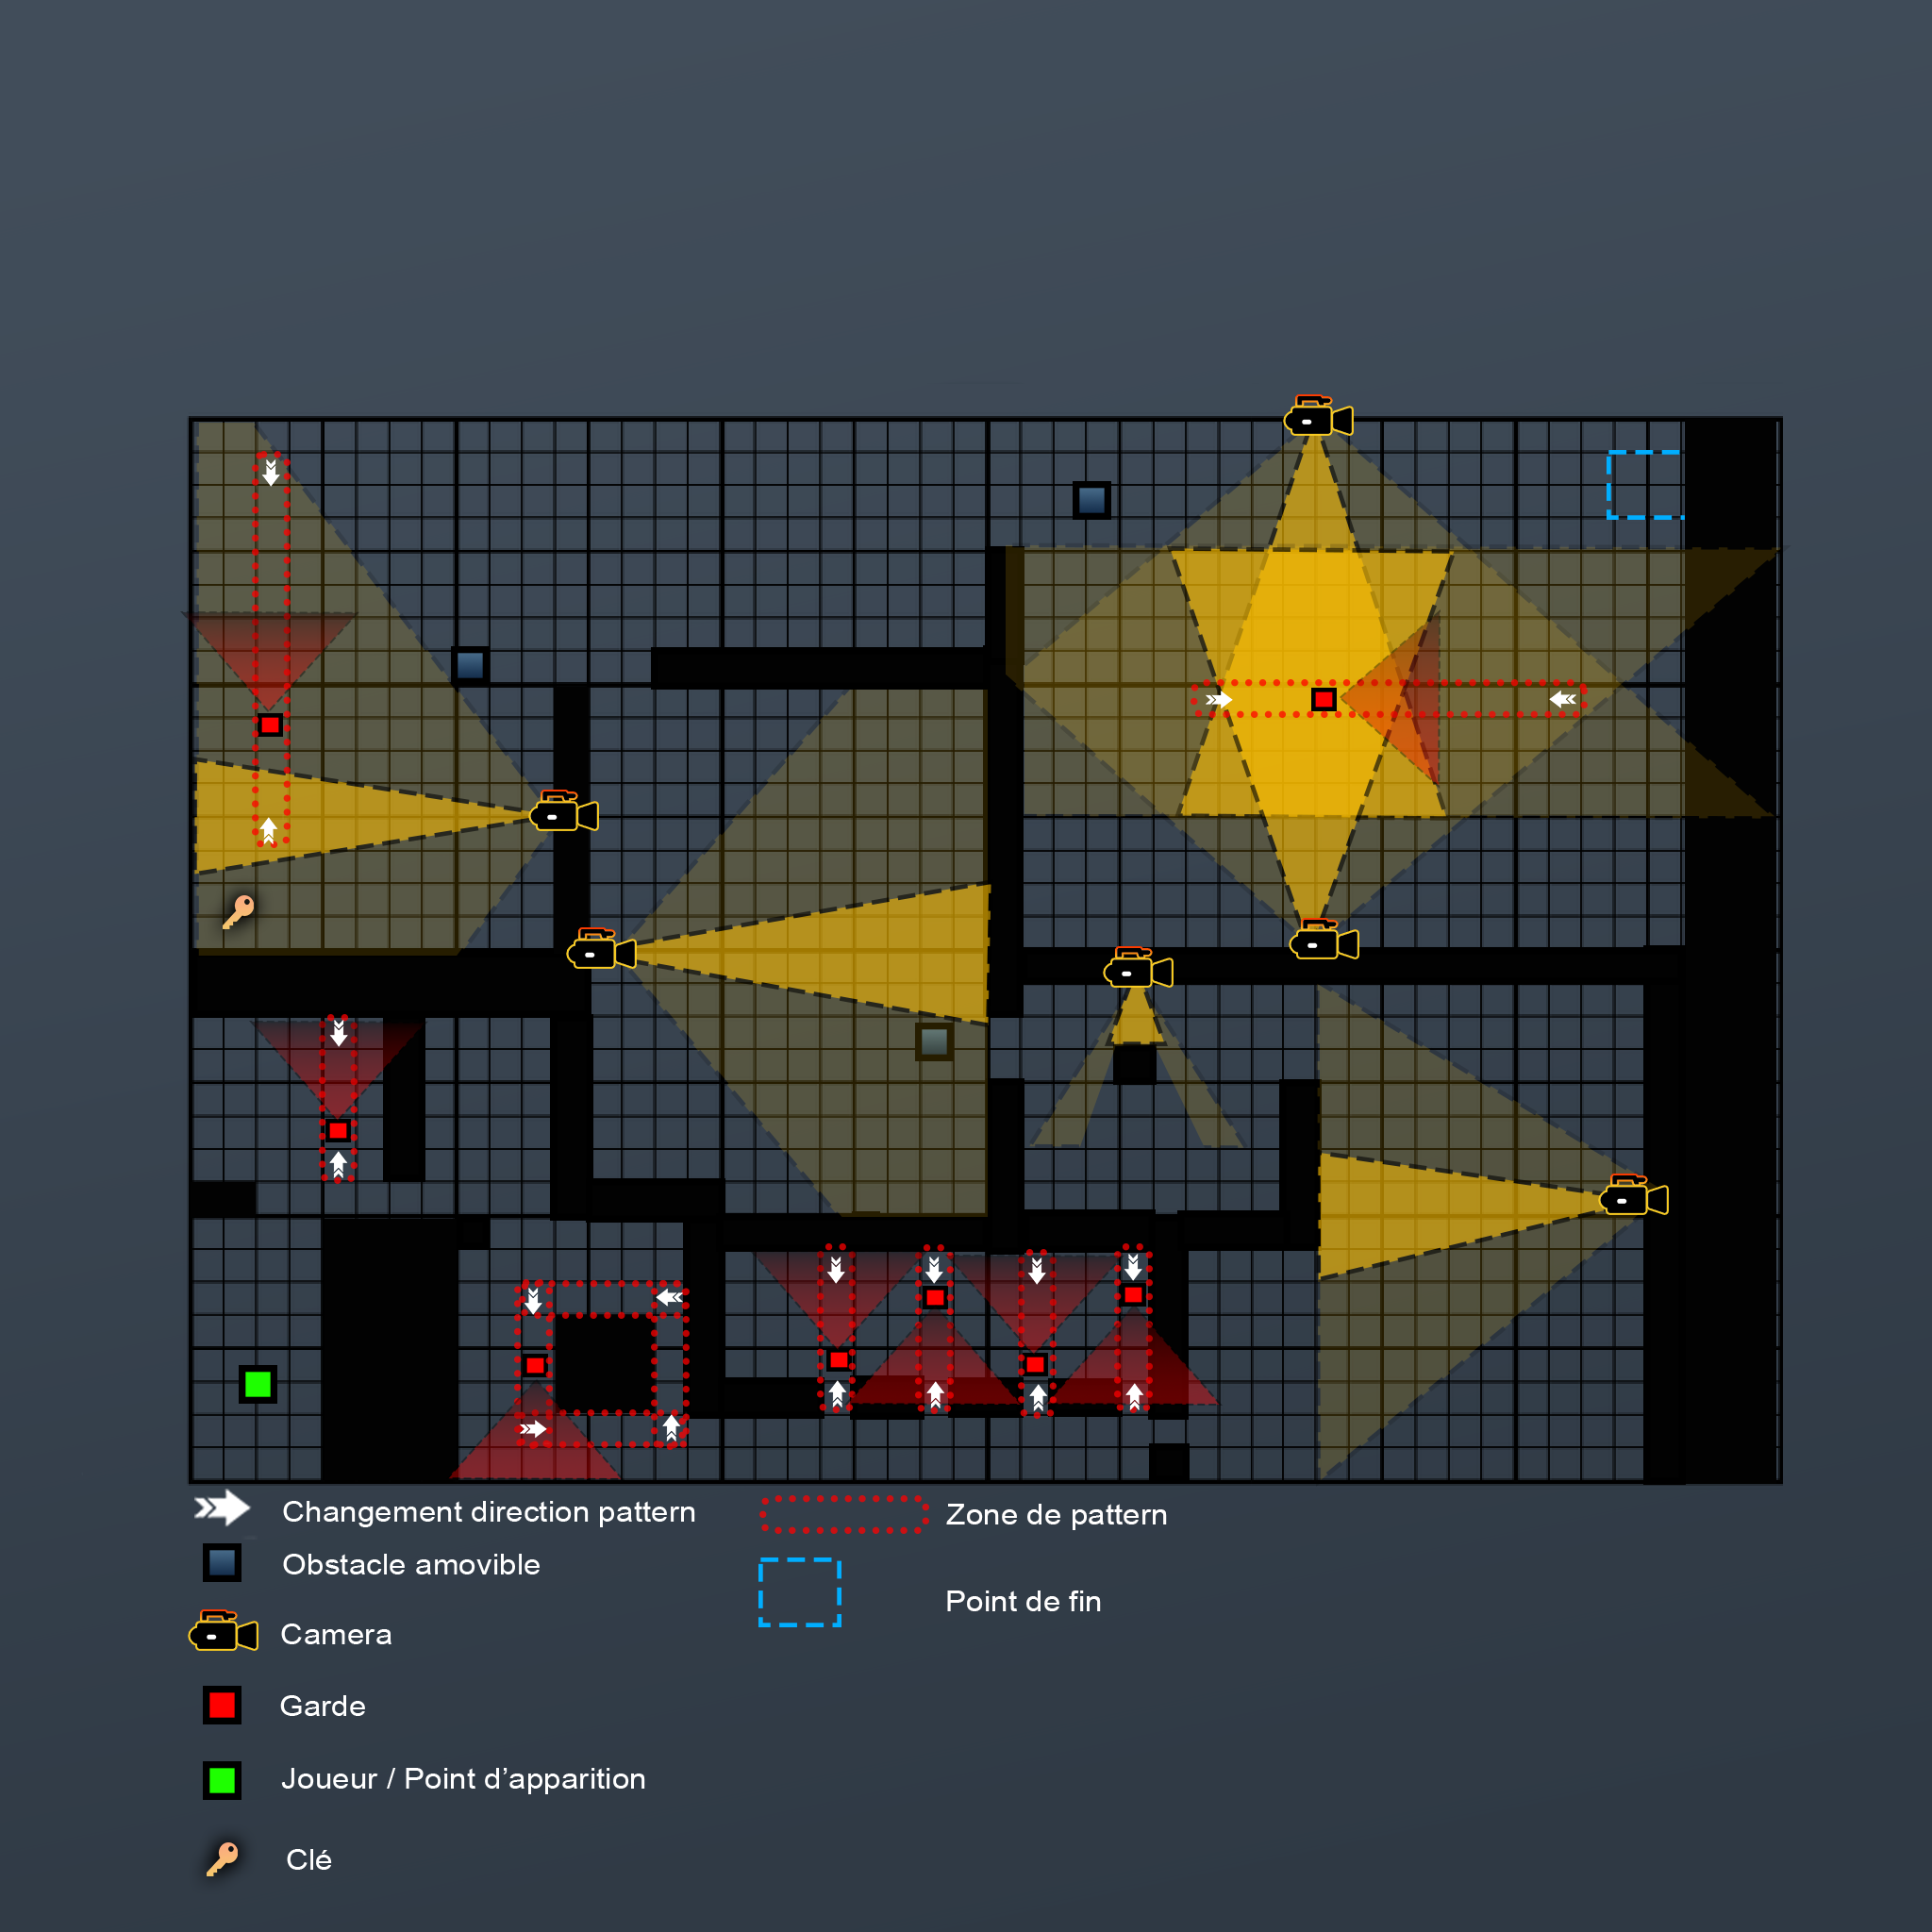 Changement direction pattern
Obstacle amovible
Camera
Garde
Joueur / Point d'apparition
Clé
Zone de pattern
Point de fin